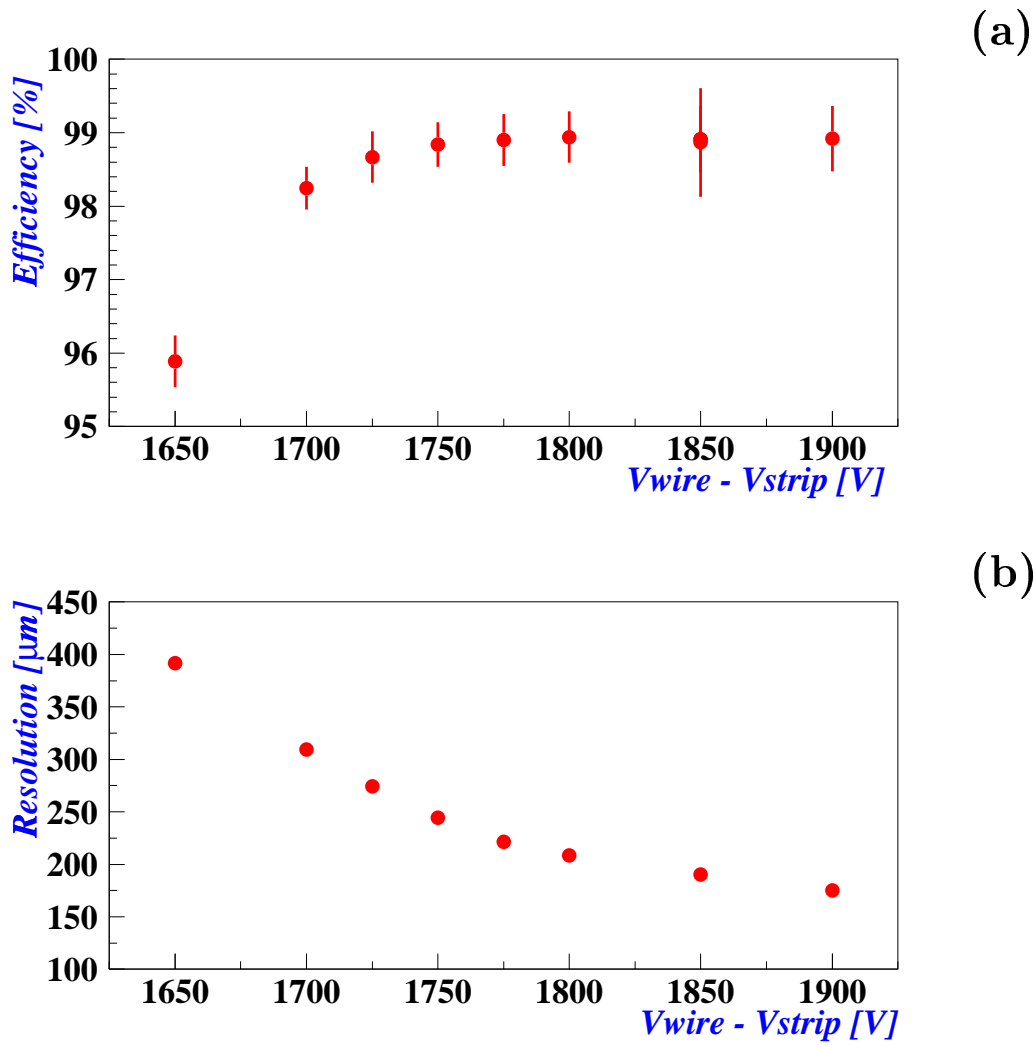 (a)
Efficiency [%]
100
99
98
97
96
95
1650 1700 1750 1800 1850 1900
Vwire - Vstrip [V]
(b)
Resolution [μm]
450
400
350
300
250
200
150
100
1650 1700 1750 1800 1850 1900
Vwire - Vstrip [V]